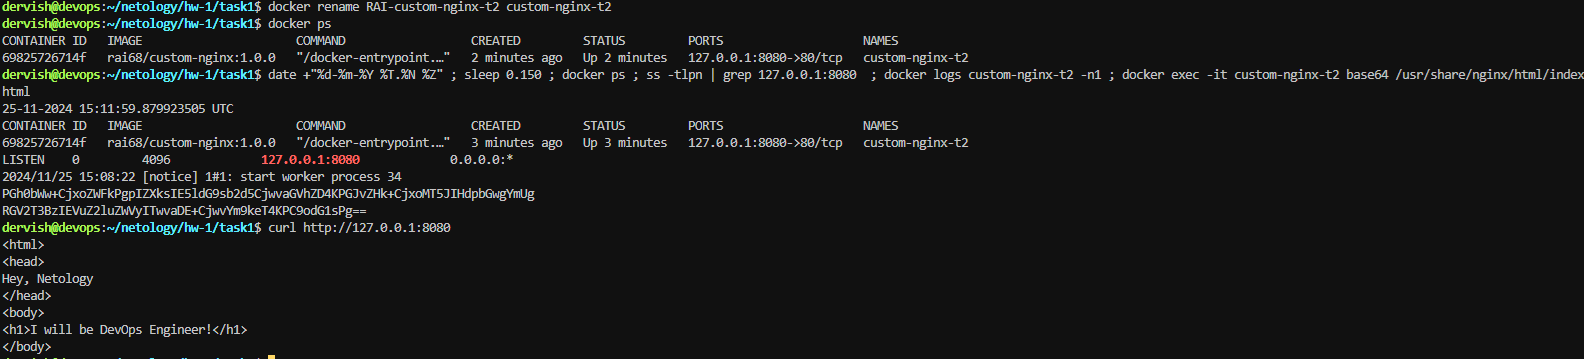 dervish@devops:~/netology/hw-1/task1$ docker rename RAI-custom-nginx-t2 custom-nginx-t2
dervish@devops:~/netology/hw-1/task1$ docker ps
CONTAINER ID   IMAGE                      COMMAND                  CREATED         STATUS         PORTS                    NAMES
69825726714f   rai68/custom-nginx:1.0.0   "/docker-entrypoint.…"   2 minutes ago   Up 2 minutes   127.0.0.1:8080->80/tcp   custom-nginx-t2
dervish@devops:~/netology/hw-1/task1$ date +"%d-%m-%Y %T.%N %Z" ; sleep 0.150 ; docker ps ; ss -tlpn | grep 127.0.0.1:8080  ; docker logs custom-nginx-t2 -n1 ; docker exec -it custom-nginx-t2 base64 /usr/share/nginx/html/index
html
25-11-2024 15:11:59.879923505 UTC
CONTAINER ID   IMAGE                      COMMAND                  CREATED         STATUS         PORTS                    NAMES
69825726714f   rai68/custom-nginx:1.0.0   "/docker-entrypoint.…"   3 minutes ago   Up 3 minutes   127.0.0.1:8080->80/tcp   custom-nginx-t2
LISTEN    0         4096             127.0.0.1:8080             0.0.0.0:*
2024/11/25 15:08:22 [notice] 1#1: start worker process 34
PGh0bWw+CjxoZWFkPgpIZXksIE5ldG9sb2d5CjwvaGVhZD4KPGJvZHk+CjxoMT5JIHdpbGwgYmUg
RGV2T3BzIEVuZ2luZWVyITwvaDE+CjwvYm9keT4KPC9odG1sPg==
dervish@devops:~/netology/hw-1/task1$ curl http://127.0.0.1:8080
<html>
<head>
Hey, Netology
</head>
<body>
<h1>I will be DevOps Engineer!</h1>
</body>